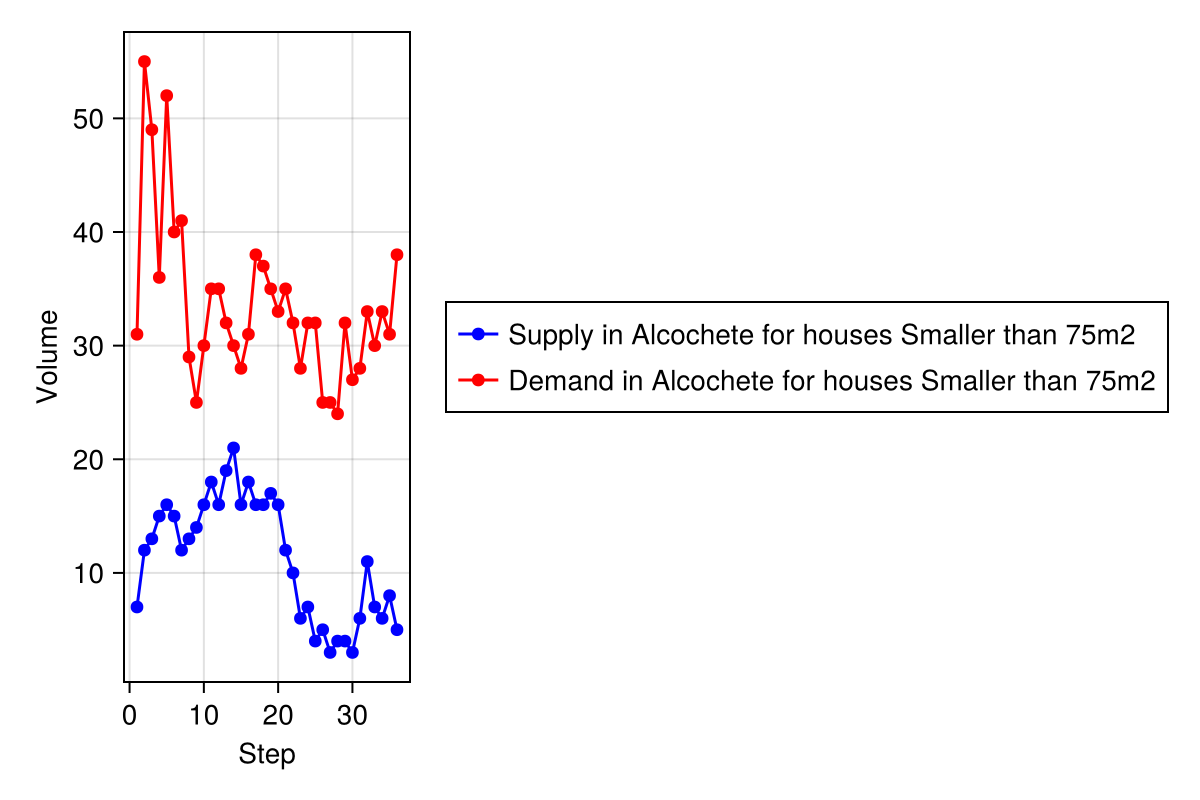 50
40
30
20
10
Volume
0 10 20 30
Step
Supply in Alcochete for houses Smaller than 75m2
Demand in Alcochete for houses Smaller than 75m2